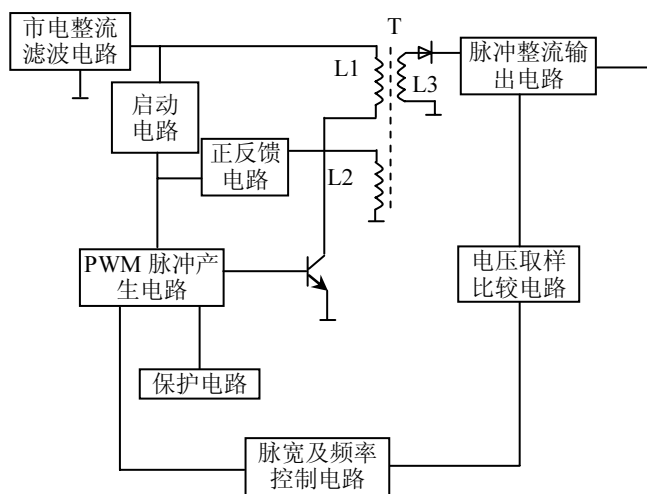 市电整流
滤波电路
T
L1
L3
脉冲整流输
出电路
启动
电路
正反馈
电路
L2
PWM 脉冲产
生电路
电压取样
比较电路
保护电路
脉宽及频率
控制电路